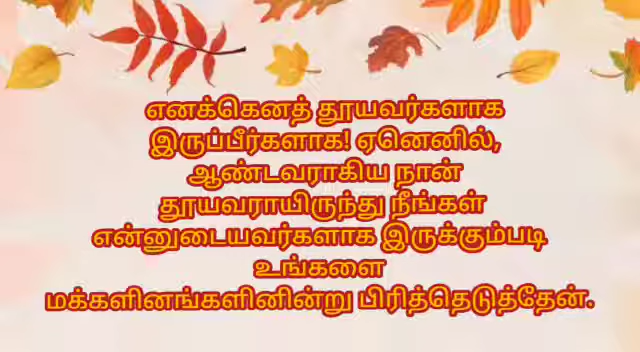 எனக்கெனத் தூயவர்களாக
இருப்பீர்களாக! ஏனெனில்,
ஆண்டவராகிய நான்
தூயவராயிருந்து நீங்கள்
என்னுடையவர்களாக இருக்கும்படி
உங்களை
மக்களினங்களினின்று பிரித்தெடுத்தேன்.